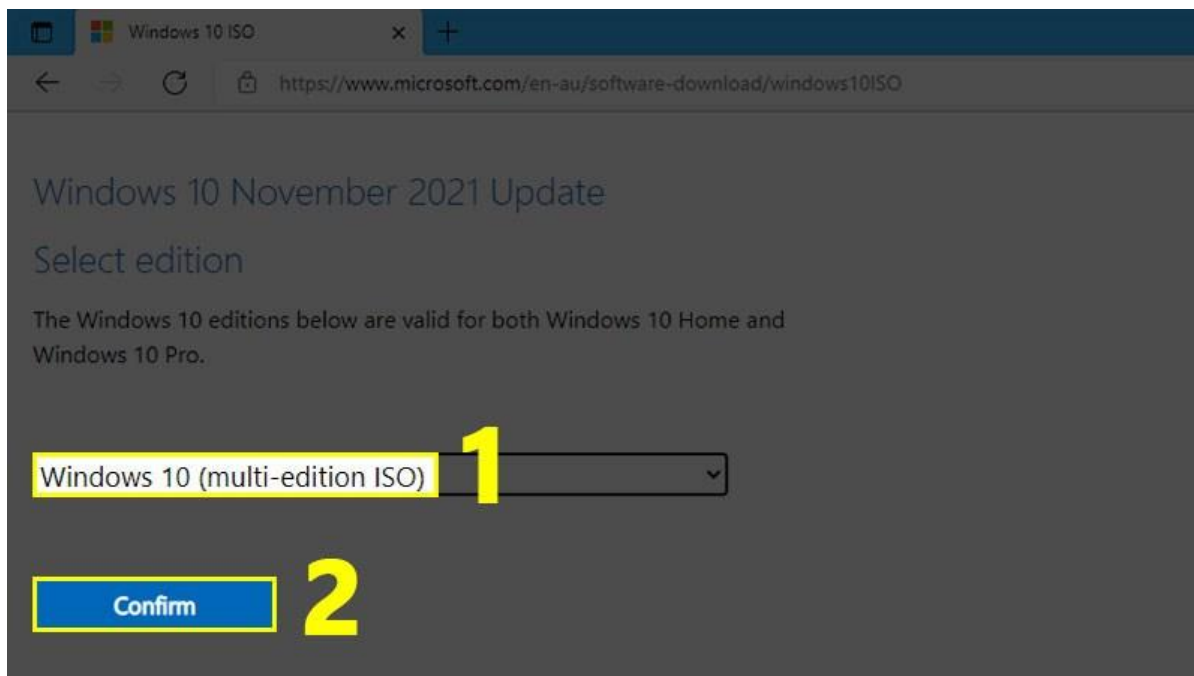 Windows 10 ISO
https://www.microsoft.com/en-au/software-download/windows10ISO
Windows 10 November 2021 Update
Select edition
The Windows 10 editions below are valid for both Windows 10 Home and
Windows 10 Pro.
Windows 10 (multi-edition ISO) 1
Confirm 2